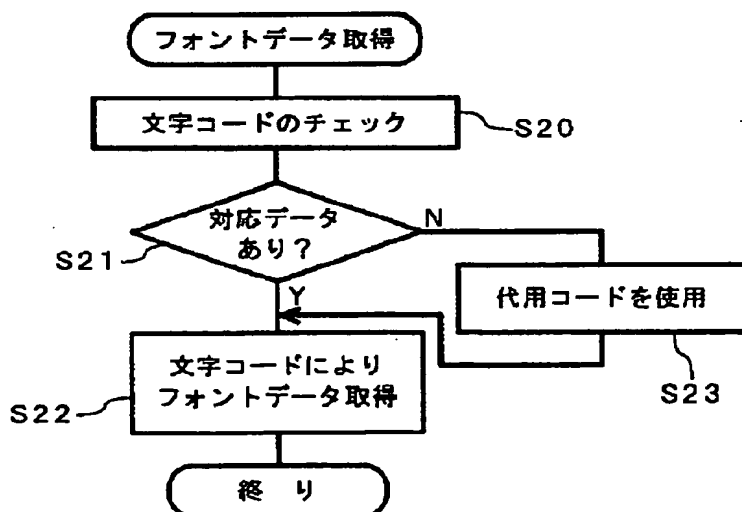 フォントデータ取得
文字コードのチェック
S20
対応データ
あり?
N
S21
Y
代用コードを使用
文字コードにより
フォントデータ取得
S22
S23
終り